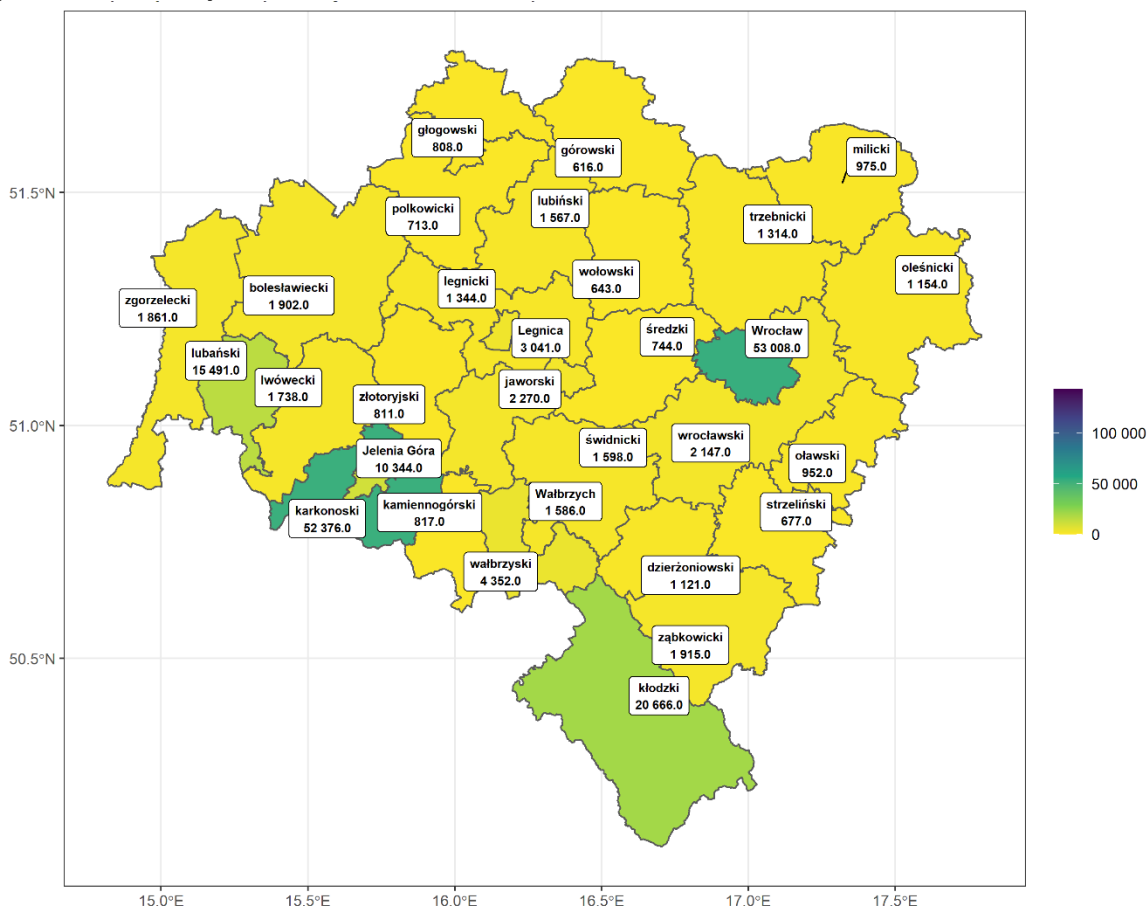 głogowski
808.0
górowski
616.0
milicki
975.0
51.5°N
polkowicki
713.0
lubiński
1 567.0
trzebnicki
1 314.0
zgorzelecki
1 861.0
bolesławiecki
1 902.0
legnicki
1 344.0
wołowski
643.0
oleśnicki
1 154.0
lubański
15 491.0
lwówecki
1 738.0
Legnica
3 041.0
średzki
744.0
Wrocław
53 008.0
złotoryjski
811.0
jaworski
2 270.0
51.0°N
Jelenia Góra
10 344.0
świdnicki
1 598.0
wrocławski
2 147.0
oławski
952.0
karkonoski
52 376.0
kamiennogórski
817.0
Wałbrzych
1 586.0
strzeliński
677.0
wałbrzyski
4 352.0
dzierżoniowski
1 121.0
50.5°N
ząbkowicki
1 915.0
kłodzki
20 666.0
100 000
50 000
0
15.0°E
15.5°E
16.0°E
16.5°E
17.0°E
17.5°E